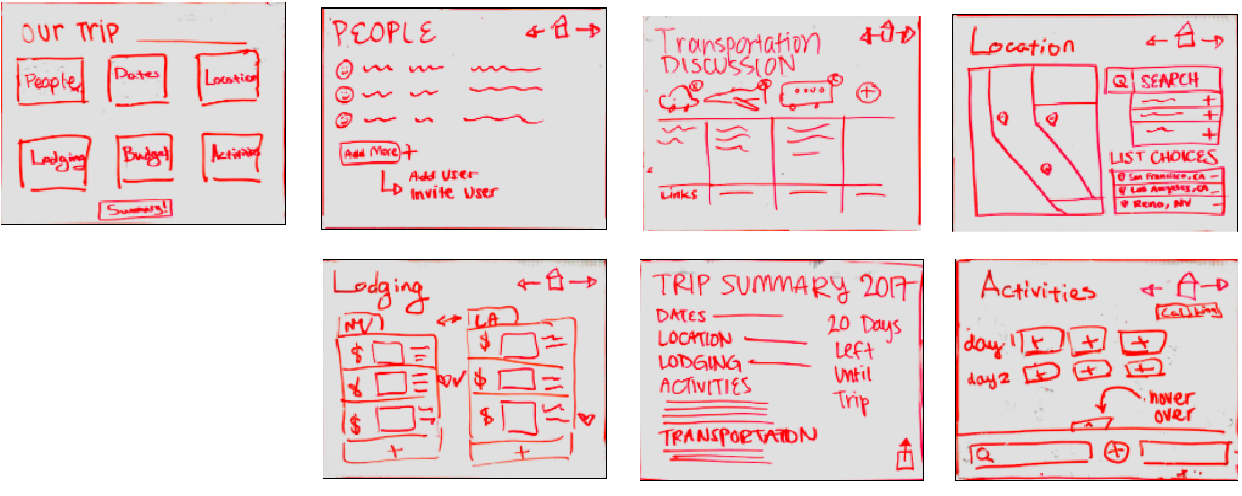 Our Trip
People
Dates
Location
Lodging
Budget
Activities
Summary!
PEOPLE
Add More +
Add User
Invite User
Transportation
DISCUSSION
+
LINKS
Location
Q SEARCH
+
+
+
LIST CHOICES
San Francisco, CA -
Los Angeles, CA -
Reno, NV -
Lodging
NV
LA
$
$
$
+
$
$
$
+
TRIP SUMMARY 2017
DATES
LOCATION
LODGING
ACTIVITIES
TRANSPORTATION
20 Days
Left
Until
Trip
Activities
day 1 + + +
day 2 + + +
hover
over
+